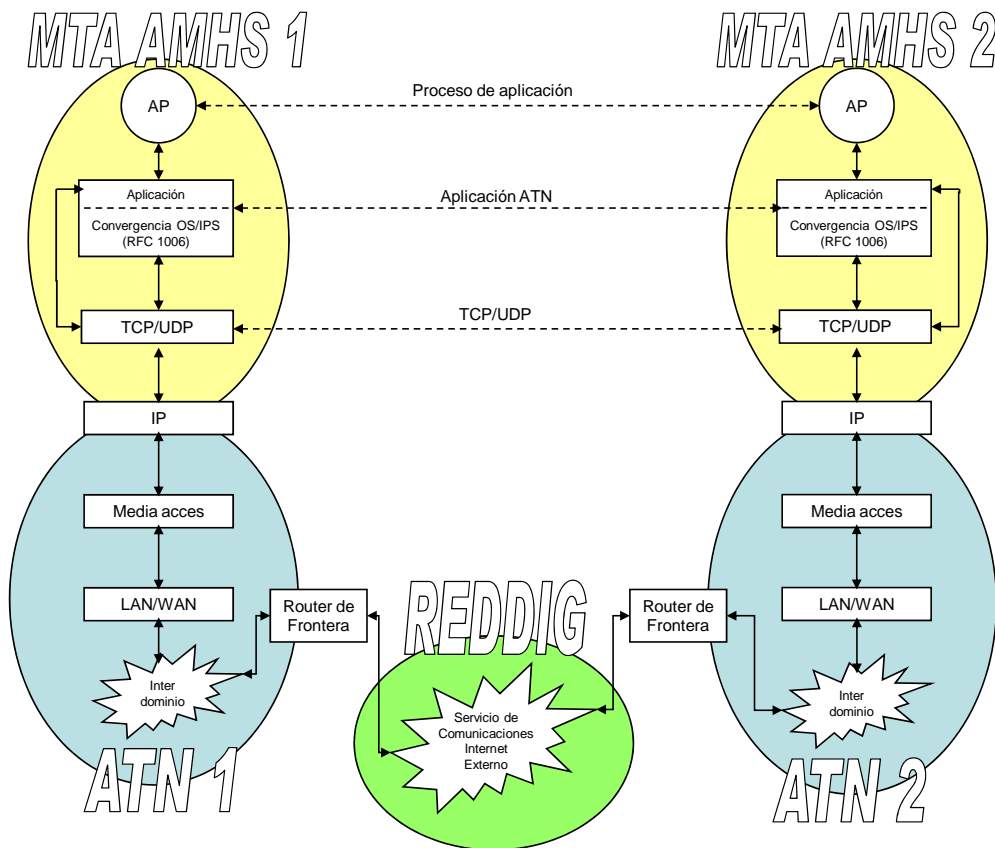 MTA AMHS 1
MTA AMHS 2
AP
Proceso de aplicación
AP
Aplicación
Convergencia OS/IPS
(RFC 1006)
Aplicación ATN
Aplicación
Convergencia OS/IPS
(RFC 1006)
TCP/UDP
TCP/UDP
TCP/UDP
IP
IP
Media acces
Media acces
LAN/WAN
LAN/WAN
Router de
Frontera
REDDIG
Router de
Frontera
Inter
dominio
Servicio de
Comunicaciones
Internet
Externo
Inter
dominio
ATN 1
ATN 2